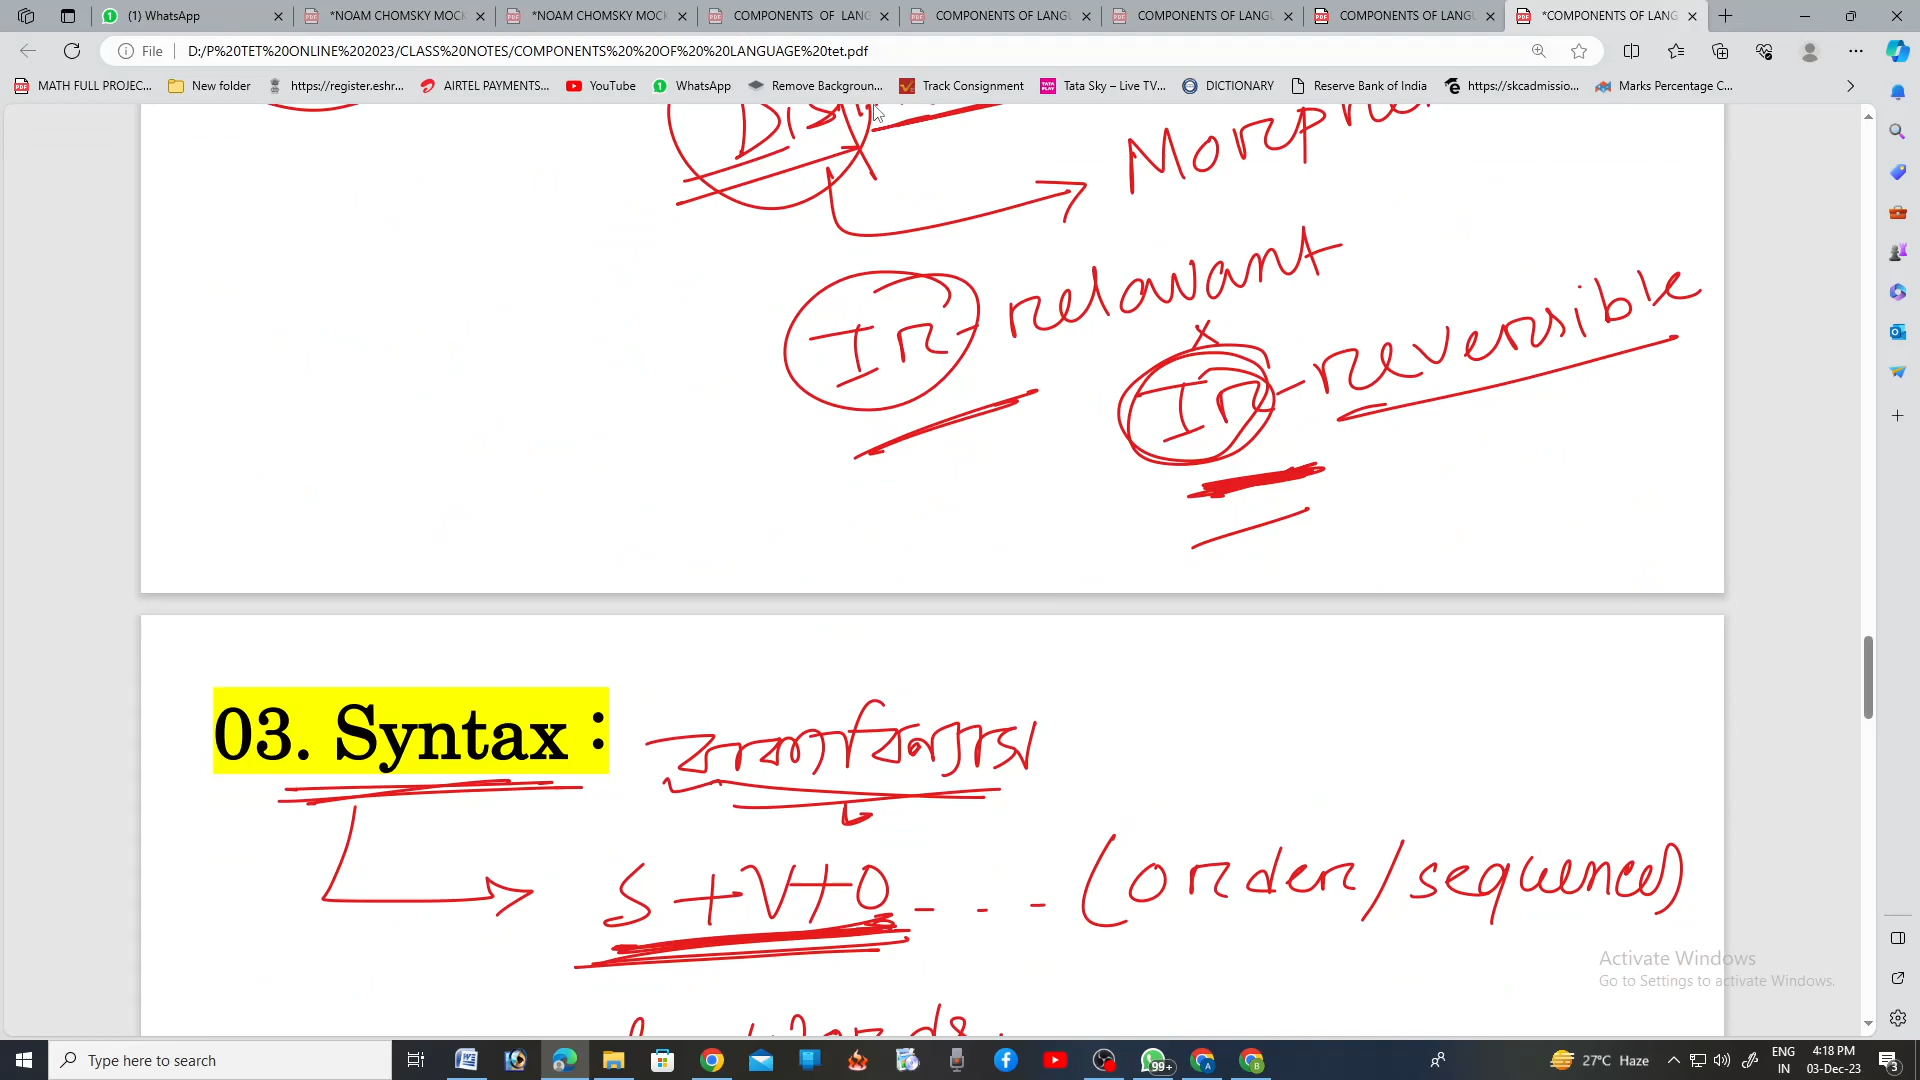 (1) WhatsApp
*NOAM CHOMSKY MOCK
*NOAM CHOMSKY MOCK
COMPONENTS OF LANG
COMPONENTS OF LANGU
COMPONENTS OF LANGU
COMPONENTS OF LANGU
*COMPONENTS OF LANG
File
D:/P%20TET%20ONLINE%202023/CLASS%20NOTES/COMPONENTS%20%20OF%20%20LANGUAGE%20tet.pdf
MATH FULL PROJEC...
New folder
https://register.eshr...
AIRTEL PAYMENTS...
YouTube
WhatsApp
Remove Backgroun...
Track Consignment
Tata Sky – Live TV...
DICTIONARY
Reserve Bank of India
https://skcadmissio...
Marks Percentage C...
Ir-relavant
Ir-reversible
03. Syntax :
বাক্যবিন্যাস
S+V+O - - - (order/sequence)
Activate Windows
Go to Settings to activate Windows.
Type here to search
99+
27°C Haze
ENG
IN
4:18 PM
03-Dec-23
3